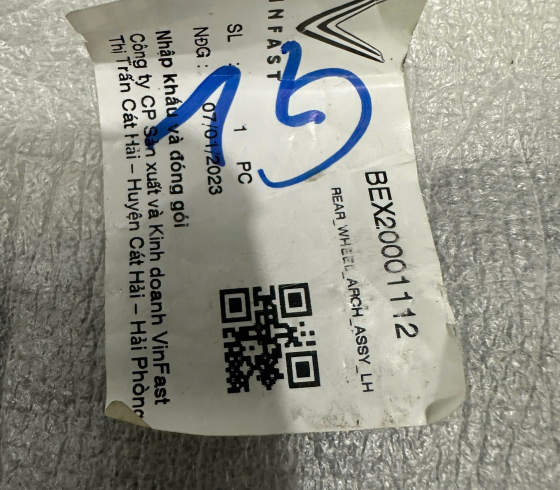 VINFAST
BEX20001112
REAR_WHEEL_ARCH_ASSY_LH
SL : 1 PC
NĐG : 07/01/2023
Nhập khẩu và đóng gói
Công ty CP Sản xuất và Kinh doanh VinFast
Thị Trấn Cát Hải – Huyện Cát Hải – Hải Phòng